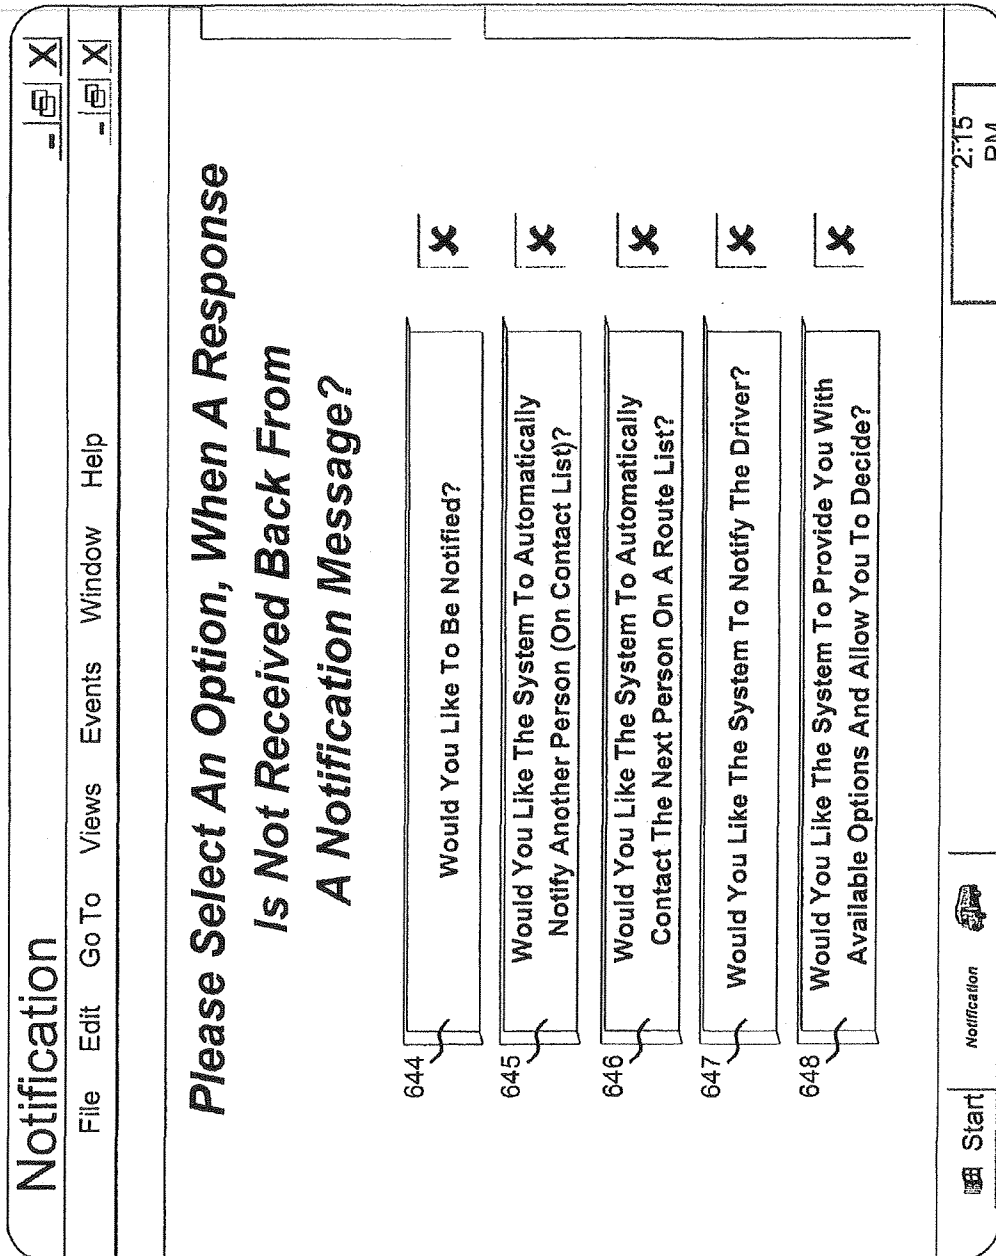 Notification
File Edit Go To Views Events Window Help
Please Select An Option, When A Response
Is Not Received Back From
A Notification Message?
644 Would You Like To Be Notified?
645 Would You Like The System To Automatically
Notify Another Person (On Contact List)?
646 Would You Like The System To Automatically
Contact The Next Person On A Route List?
647 Would You Like The System To Notify The Driver?
648 Would You Like The System To Provide You With
Available Options And Allow You To Decide?
Start Notification 2:15
PM